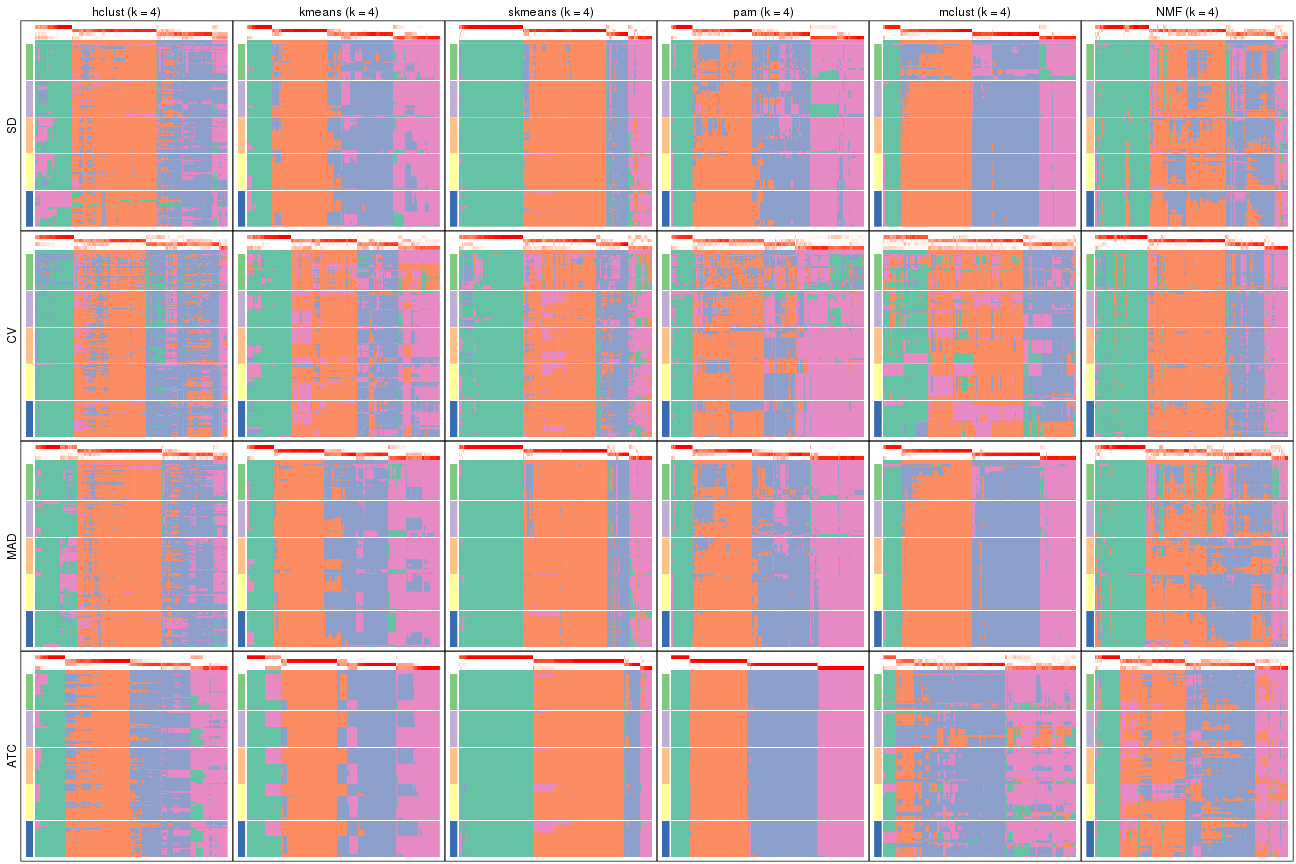 hclust (k = 4) kmeans (k = 4) skmeans (k = 4) pam (k = 4) mclust (k = 4) NMF (k = 4)
SD
CV
MAD
ATC